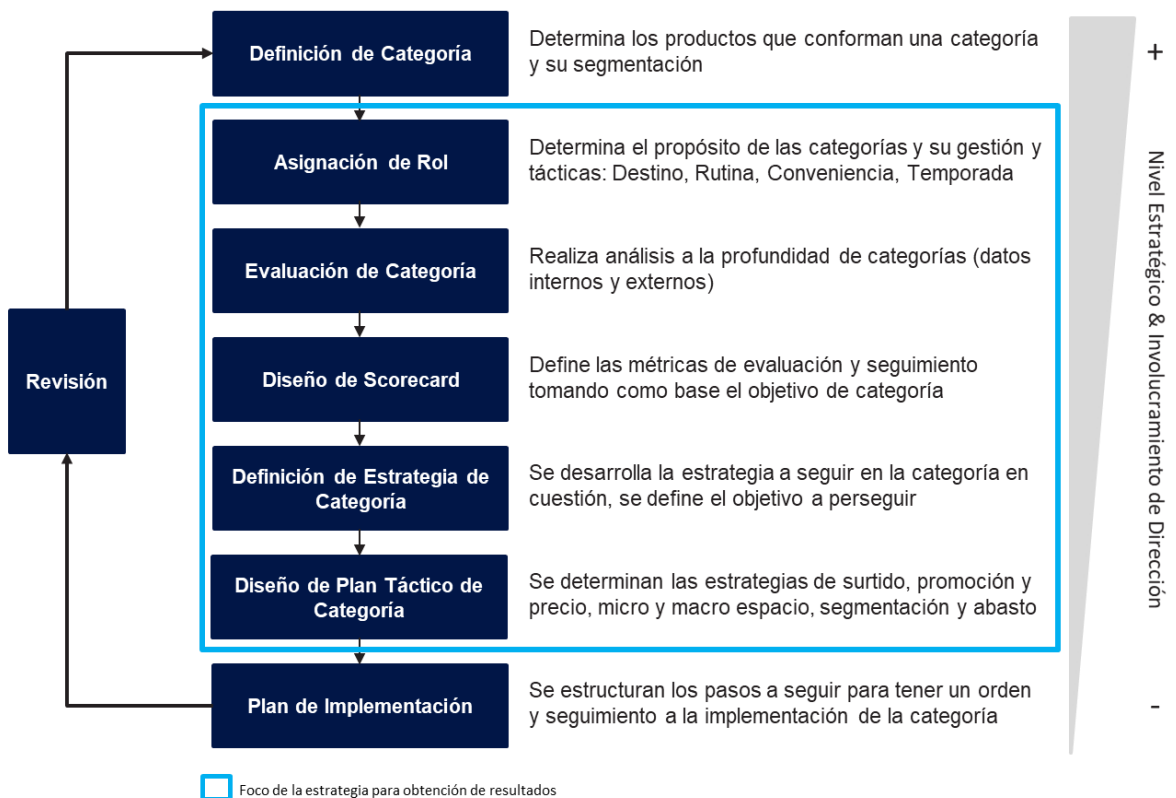 Definición de Categoría
Determina los productos que conforman una categoría
y su segmentación
Asignación de Rol
Determina el propósito de las categorías y su gestión y
tácticas: Destino, Rutina, Conveniencia, Temporada
Evaluación de Categoría
Realiza análisis a la profundidad de categorías (datos
internos y externos)
Revisión
Diseño de Scorecard
Define las métricas de evaluación y seguimiento
tomando como base el objetivo de categoría
Definición de Estrategia de
Categoría
Se desarrolla la estrategia a seguir en la categoría en
cuestión, se define el objetivo a perseguir
Diseño de Plan Táctico de
Categoría
Se determinan las estrategias de surtido, promoción y
precio, micro y macro espacio, segmentación y abasto
Plan de Implementación
Se estructuran los pasos a seguir para tener un orden
y seguimiento a la implementación de la categoría
+
Nivel Estratégico & Involucramiento de Dirección
-
Foco de la estrategia para obtención de resultados